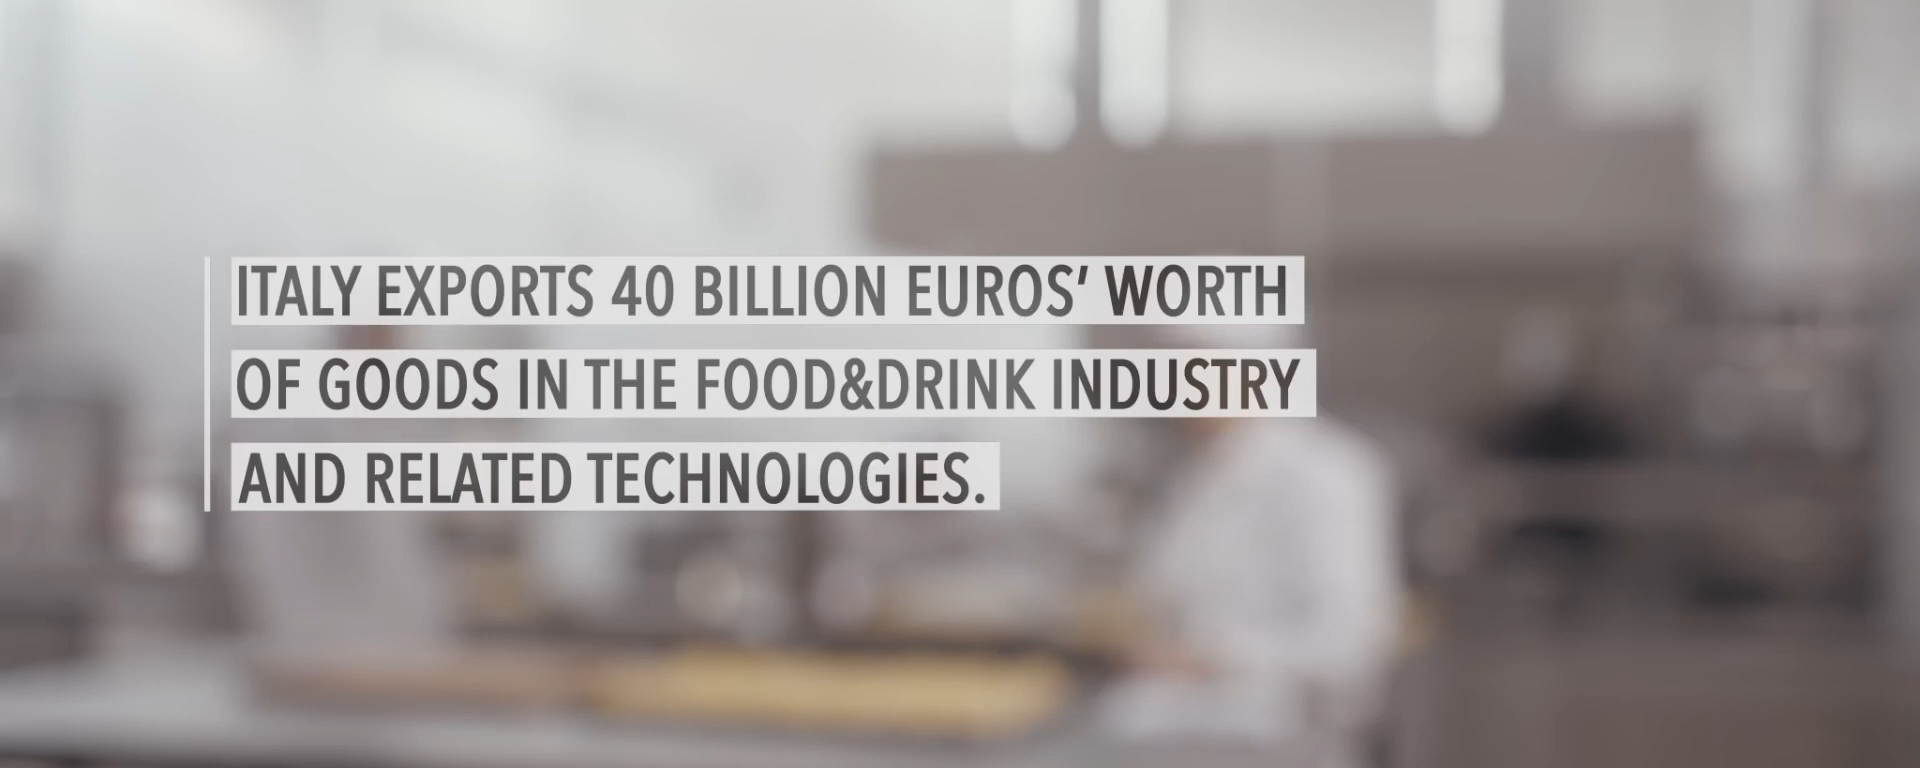 ITALY EXPORTS 40 BILLION EUROS’ WORTH
OF GOODS IN THE FOOD&DRINK INDUSTRY
AND RELATED TECHNOLOGIES.